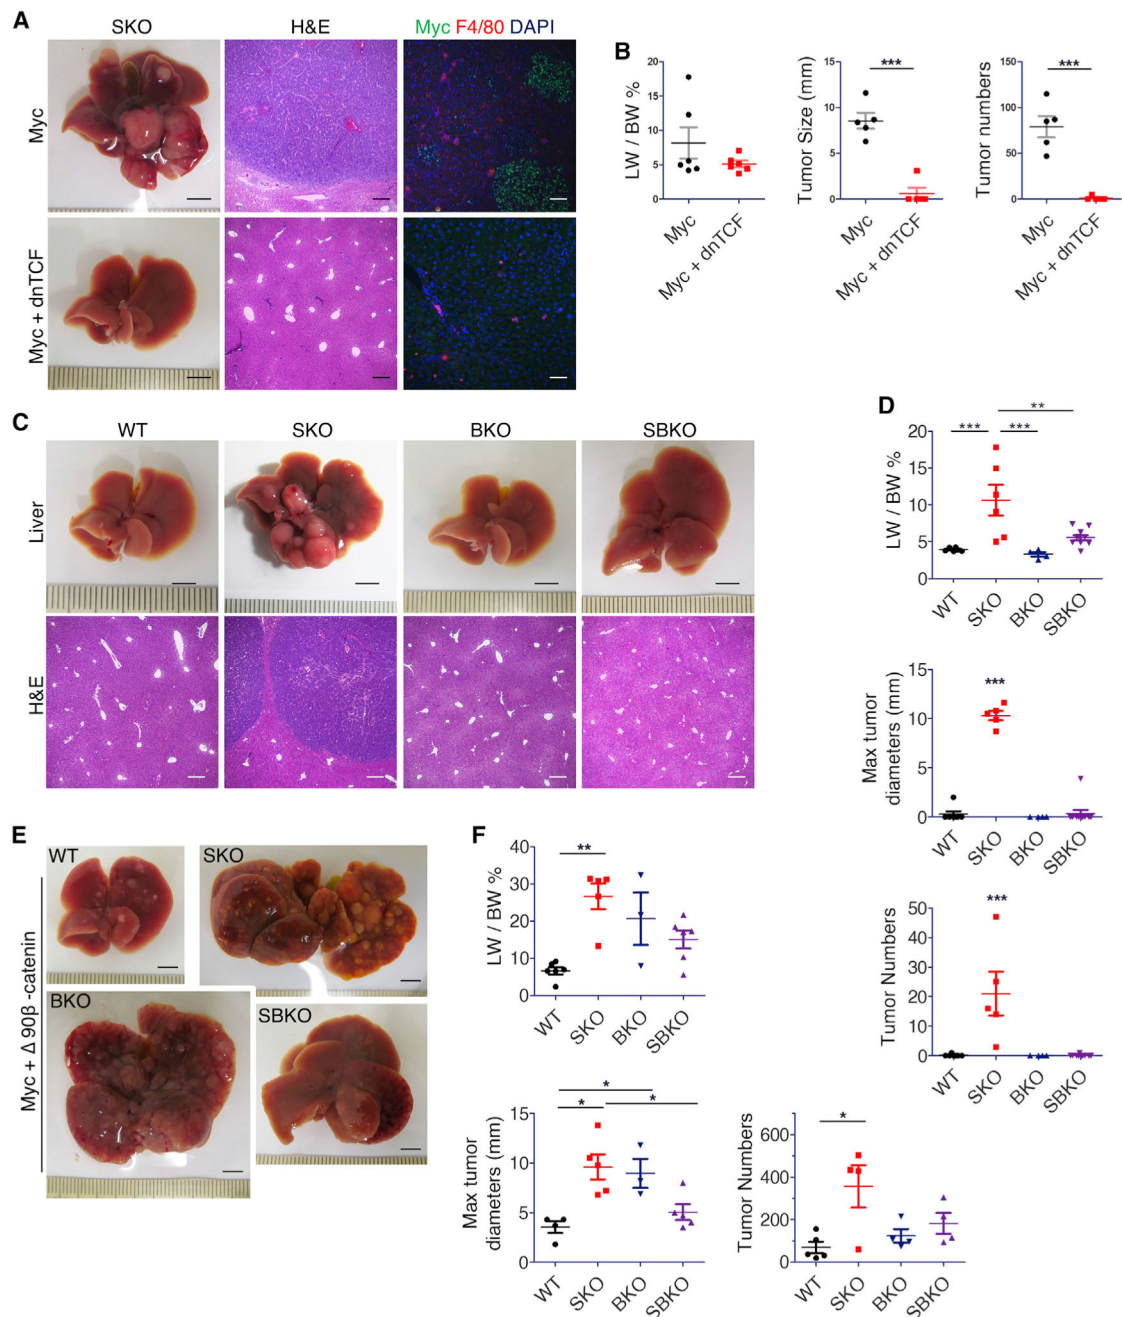 A
SKO
H&E
Myc F4/80 DAPI
Myc
Myc + dnTCF
B
LW / BW %
20
15
10
5
0
Myc
Myc + dnTCF
Tumor Size (mm)
15
10
5
0
***
Myc
Myc + dnTCF
Tumor numbers
150
100
50
0
***
Myc
Myc + dnTCF
C
WT
SKO
BKO
SBKO
Liver
H&E
D
LW / BW %
20
15
10
5
0
**
***
***
WT
SKO
BKO
SBKO
Max tumor
diameters (mm)
15
10
5
0
***
WT
SKO
BKO
SBKO
Tumor Numbers
50
40
30
20
10
0
***
WT
SKO
BKO
SBKO
E
Myc + Δ90β-catenin
WT
SKO
BKO
SBKO
F
LW / BW %
40
30
20
10
0
**
WT
SKO
BKO
SBKO
Max tumor
diameters (mm)
15
10
5
0
*
*
*
WT
SKO
BKO
SBKO
Tumor Numbers
600
400
200
0
*
WT
SKO
BKO
SBKO